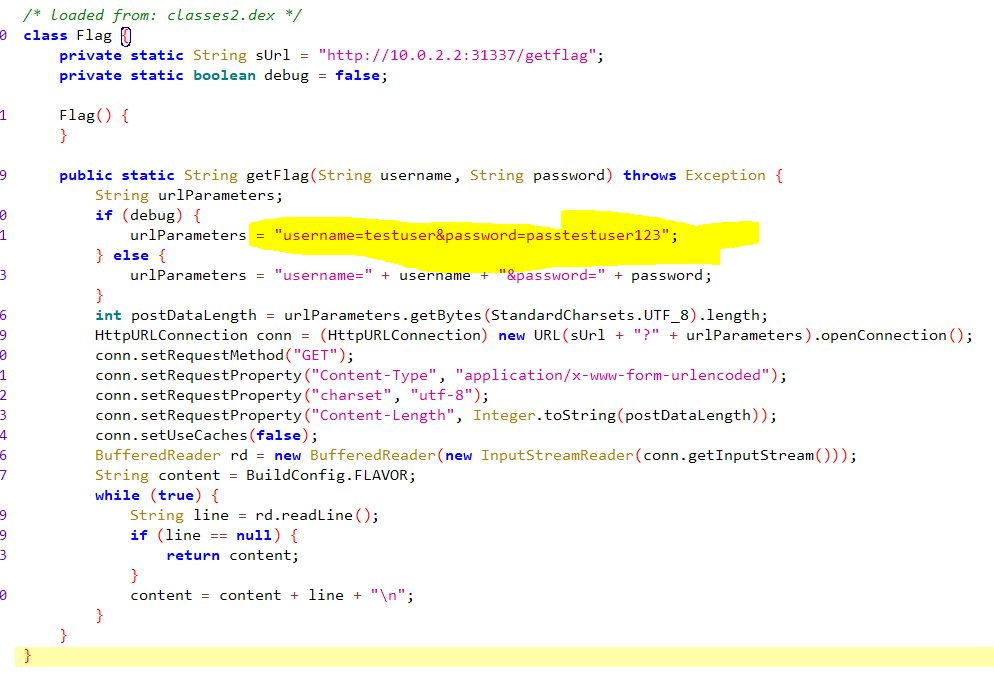 /* loaded from: classes2.dex */
0 class Flag {
private static String sUrl = "http://10.0.2.2:31337/getflag";
private static boolean debug = false;
1 Flag() {
}
9 public static String getFlag(String username, String password) throws Exception {
String urlParameters;
0 if (debug) {
1 urlParameters = "username=testuser&password=passtestuser123";
} else {
3 urlParameters = "username=" + username + "&password=" + password;
}
6 int postDataLength = urlParameters.getBytes(StandardCharsets.UTF_8).length;
9 HttpURLConnection conn = (HttpURLConnection) new URL(sUrl + "?" + urlParameters).openConnection();
0 conn.setRequestMethod("GET");
1 conn.setRequestProperty("Content-Type", "application/x-www-form-urlencoded");
2 conn.setRequestProperty("charset", "utf-8");
3 conn.setRequestProperty("Content-Length", Integer.toString(postDataLength));
4 conn.setUseCaches(false);
6 BufferedReader rd = new BufferedReader(new InputStreamReader(conn.getInputStream()));
7 String content = BuildConfig.FLAVOR;
while (true) {
9 String line = rd.readLine();
9 if (line == null) {
3 return content;
}
0 content = content + line + "\n";
}
}
}